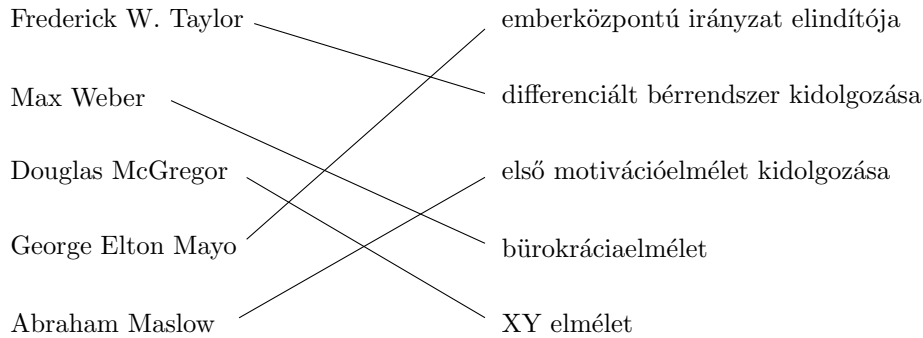 Frederick W. Taylor
emberközpontú irányzat elindítója
Max Weber
differenciált bérrendszer kidolgozása
Douglas McGregor
első motivációelmélet kidolgozása
George Elton Mayo
bürokráciaelmélet
Abraham Maslow
XY elmélet